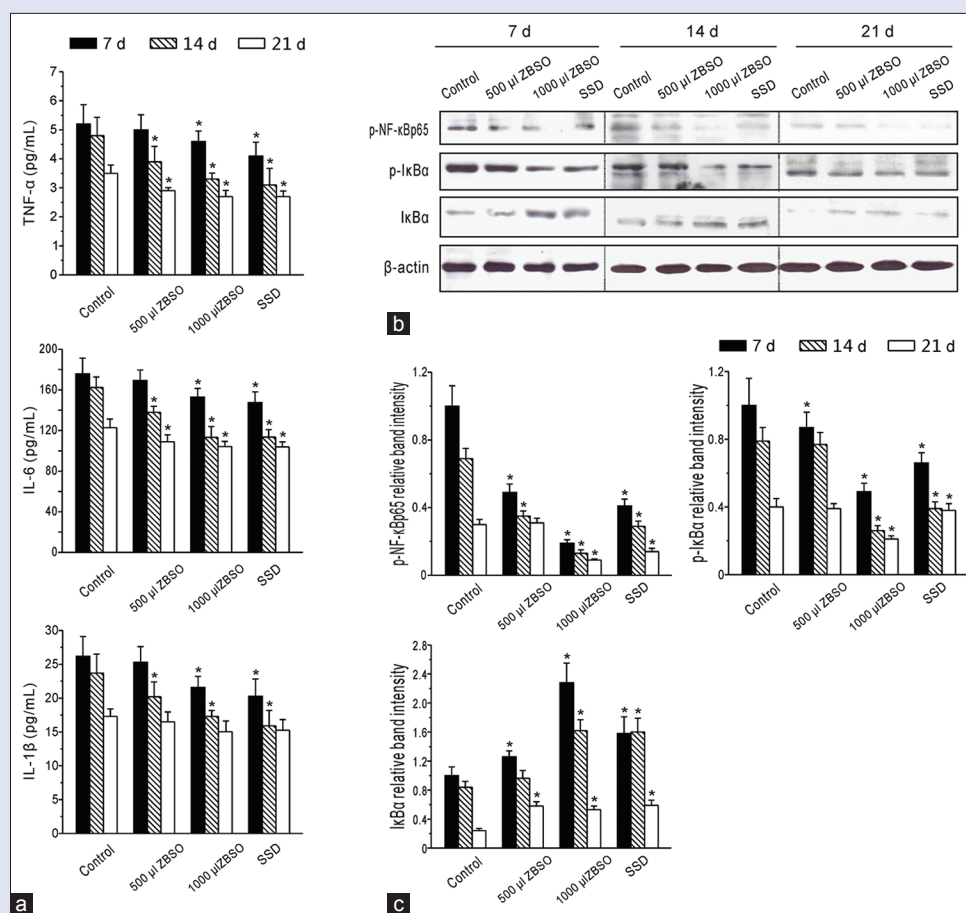 7 d 14 d 21 d
TNF-α (pg/mL)
7
6
5
4
3
2
1
0
* * * * * * * *
Control 500 µl ZBSO 1000 µlZBSO SSD
IL-6 (pg/mL)
200
160
120
80
40
0
* * * * * * * *
Control 500 µl ZBSO 1000 µlZBSO SSD
IL-1β (pg/mL)
30
25
20
15
10
5
0
* * * * *
Control 500 µl ZBSO 1000 µlZBSO SSD
a
7 d 14 d 21 d
Control 500 µl ZBSO 1000 µl ZBSO SSD Control 500 µl ZBSO 1000 µl ZBSO SSD Control 500 µl ZBSO 1000 µl ZBSO SSD
p-NF-κBp65
p-IκBα
IκBα
β-actin
b
7 d 14 d 21 d
p-NF-κBp65 relative band intensity
1.2
0.8
0.4
0
* * * * * * * *
Control 500 µl ZBSO 1000 µlZBSO SSD
p-IκBα relative band intensity
1.2
0.8
0.4
0
* * * * * * *
Control 500 µl ZBSO 1000 µlZBSO SSD
IκBα relative band intensity
2.8
2.4
1.8
1.2
0.6
0
* * * * * * * *
Control 500 µl ZBSO 1000 µlZBSO SSD
c